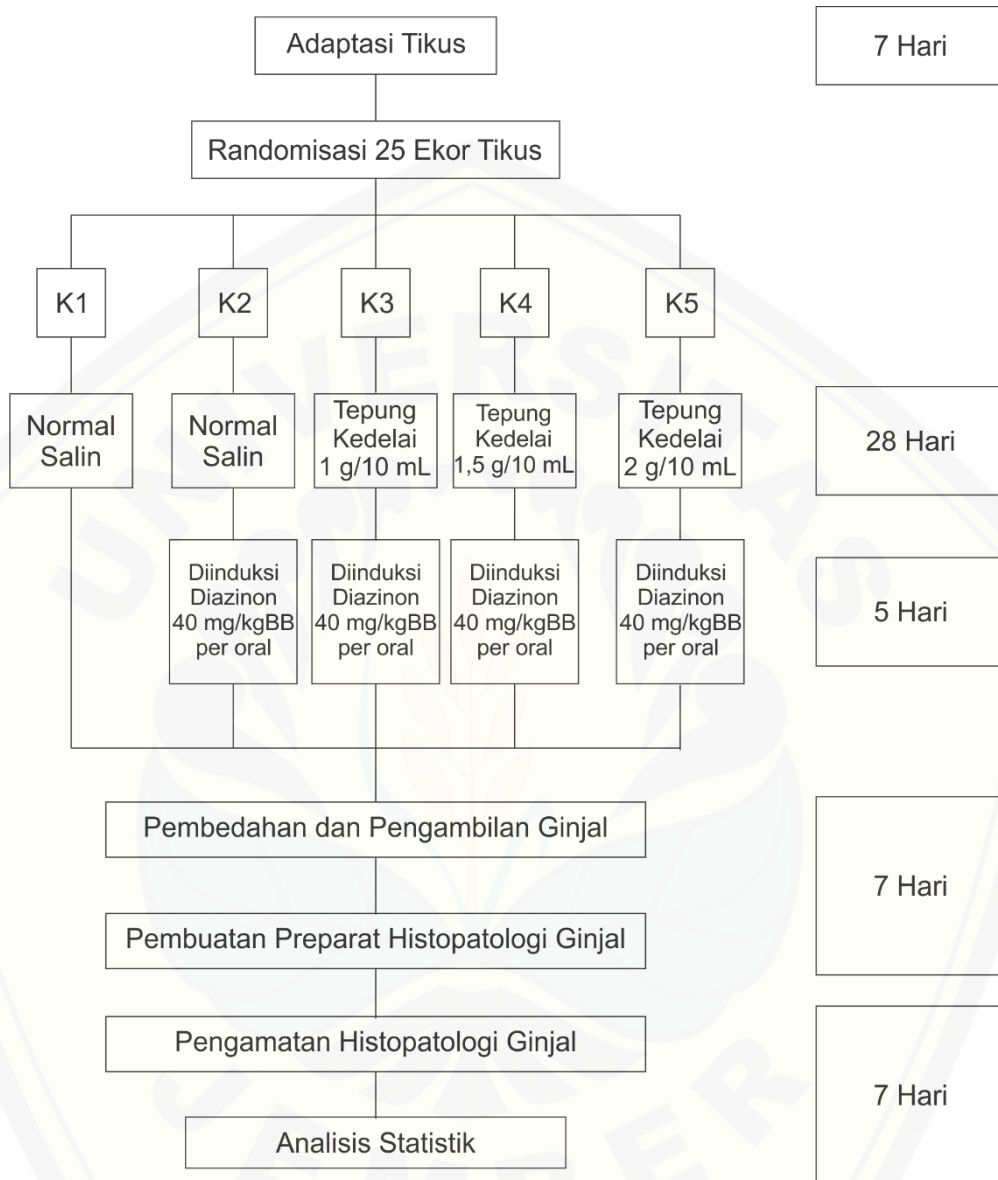 Adaptasi Tikus
7 Hari
Randomisasi 25 Ekor Tikus
K1
K2
K3
K4
K5
Normal
Salin
Normal
Salin
Tepung
Kedelai
1 g/10 mL
Tepung
Kedelai
1,5 g/10 mL
Tepung
Kedelai
2 g/10 mL
28 Hari
Diinduksi
Diazinon
40 mg/kgBB
per oral
Diinduksi
Diazinon
40 mg/kgBB
per oral
Diinduksi
Diazinon
40 mg/kgBB
per oral
Diinduksi
Diazinon
40 mg/kgBB
per oral
5 Hari
Pembedahan dan Pengambilan Ginjal
Pembuatan Preparat Histopatologi Ginjal
7 Hari
Pengamatan Histopatologi Ginjal
Analisis Statistik
7 Hari
UNIVERSITAS
JEMBER